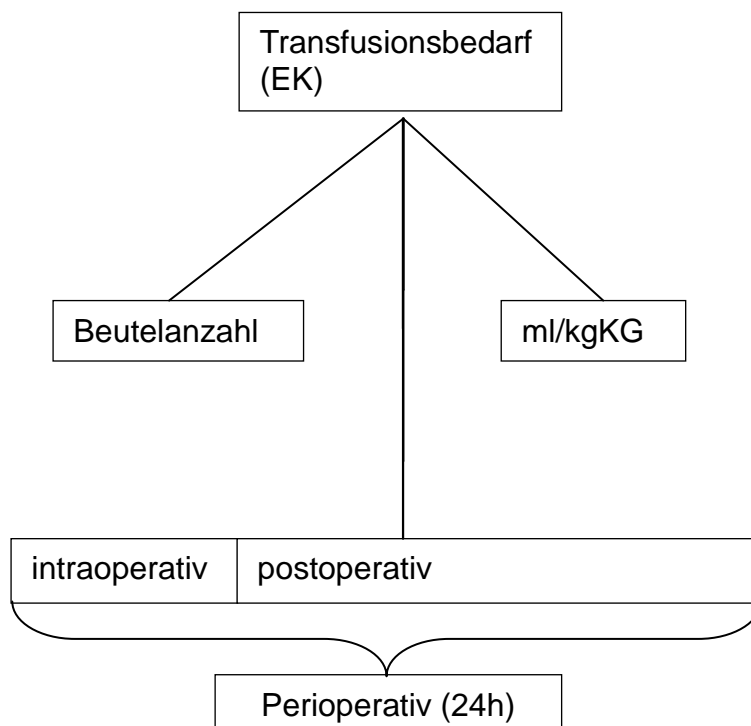 Transfusionsbedarf
(EK)
Beutelanzahl
ml/kgKG
intraoperativ
postoperativ
Perioperativ (24h)